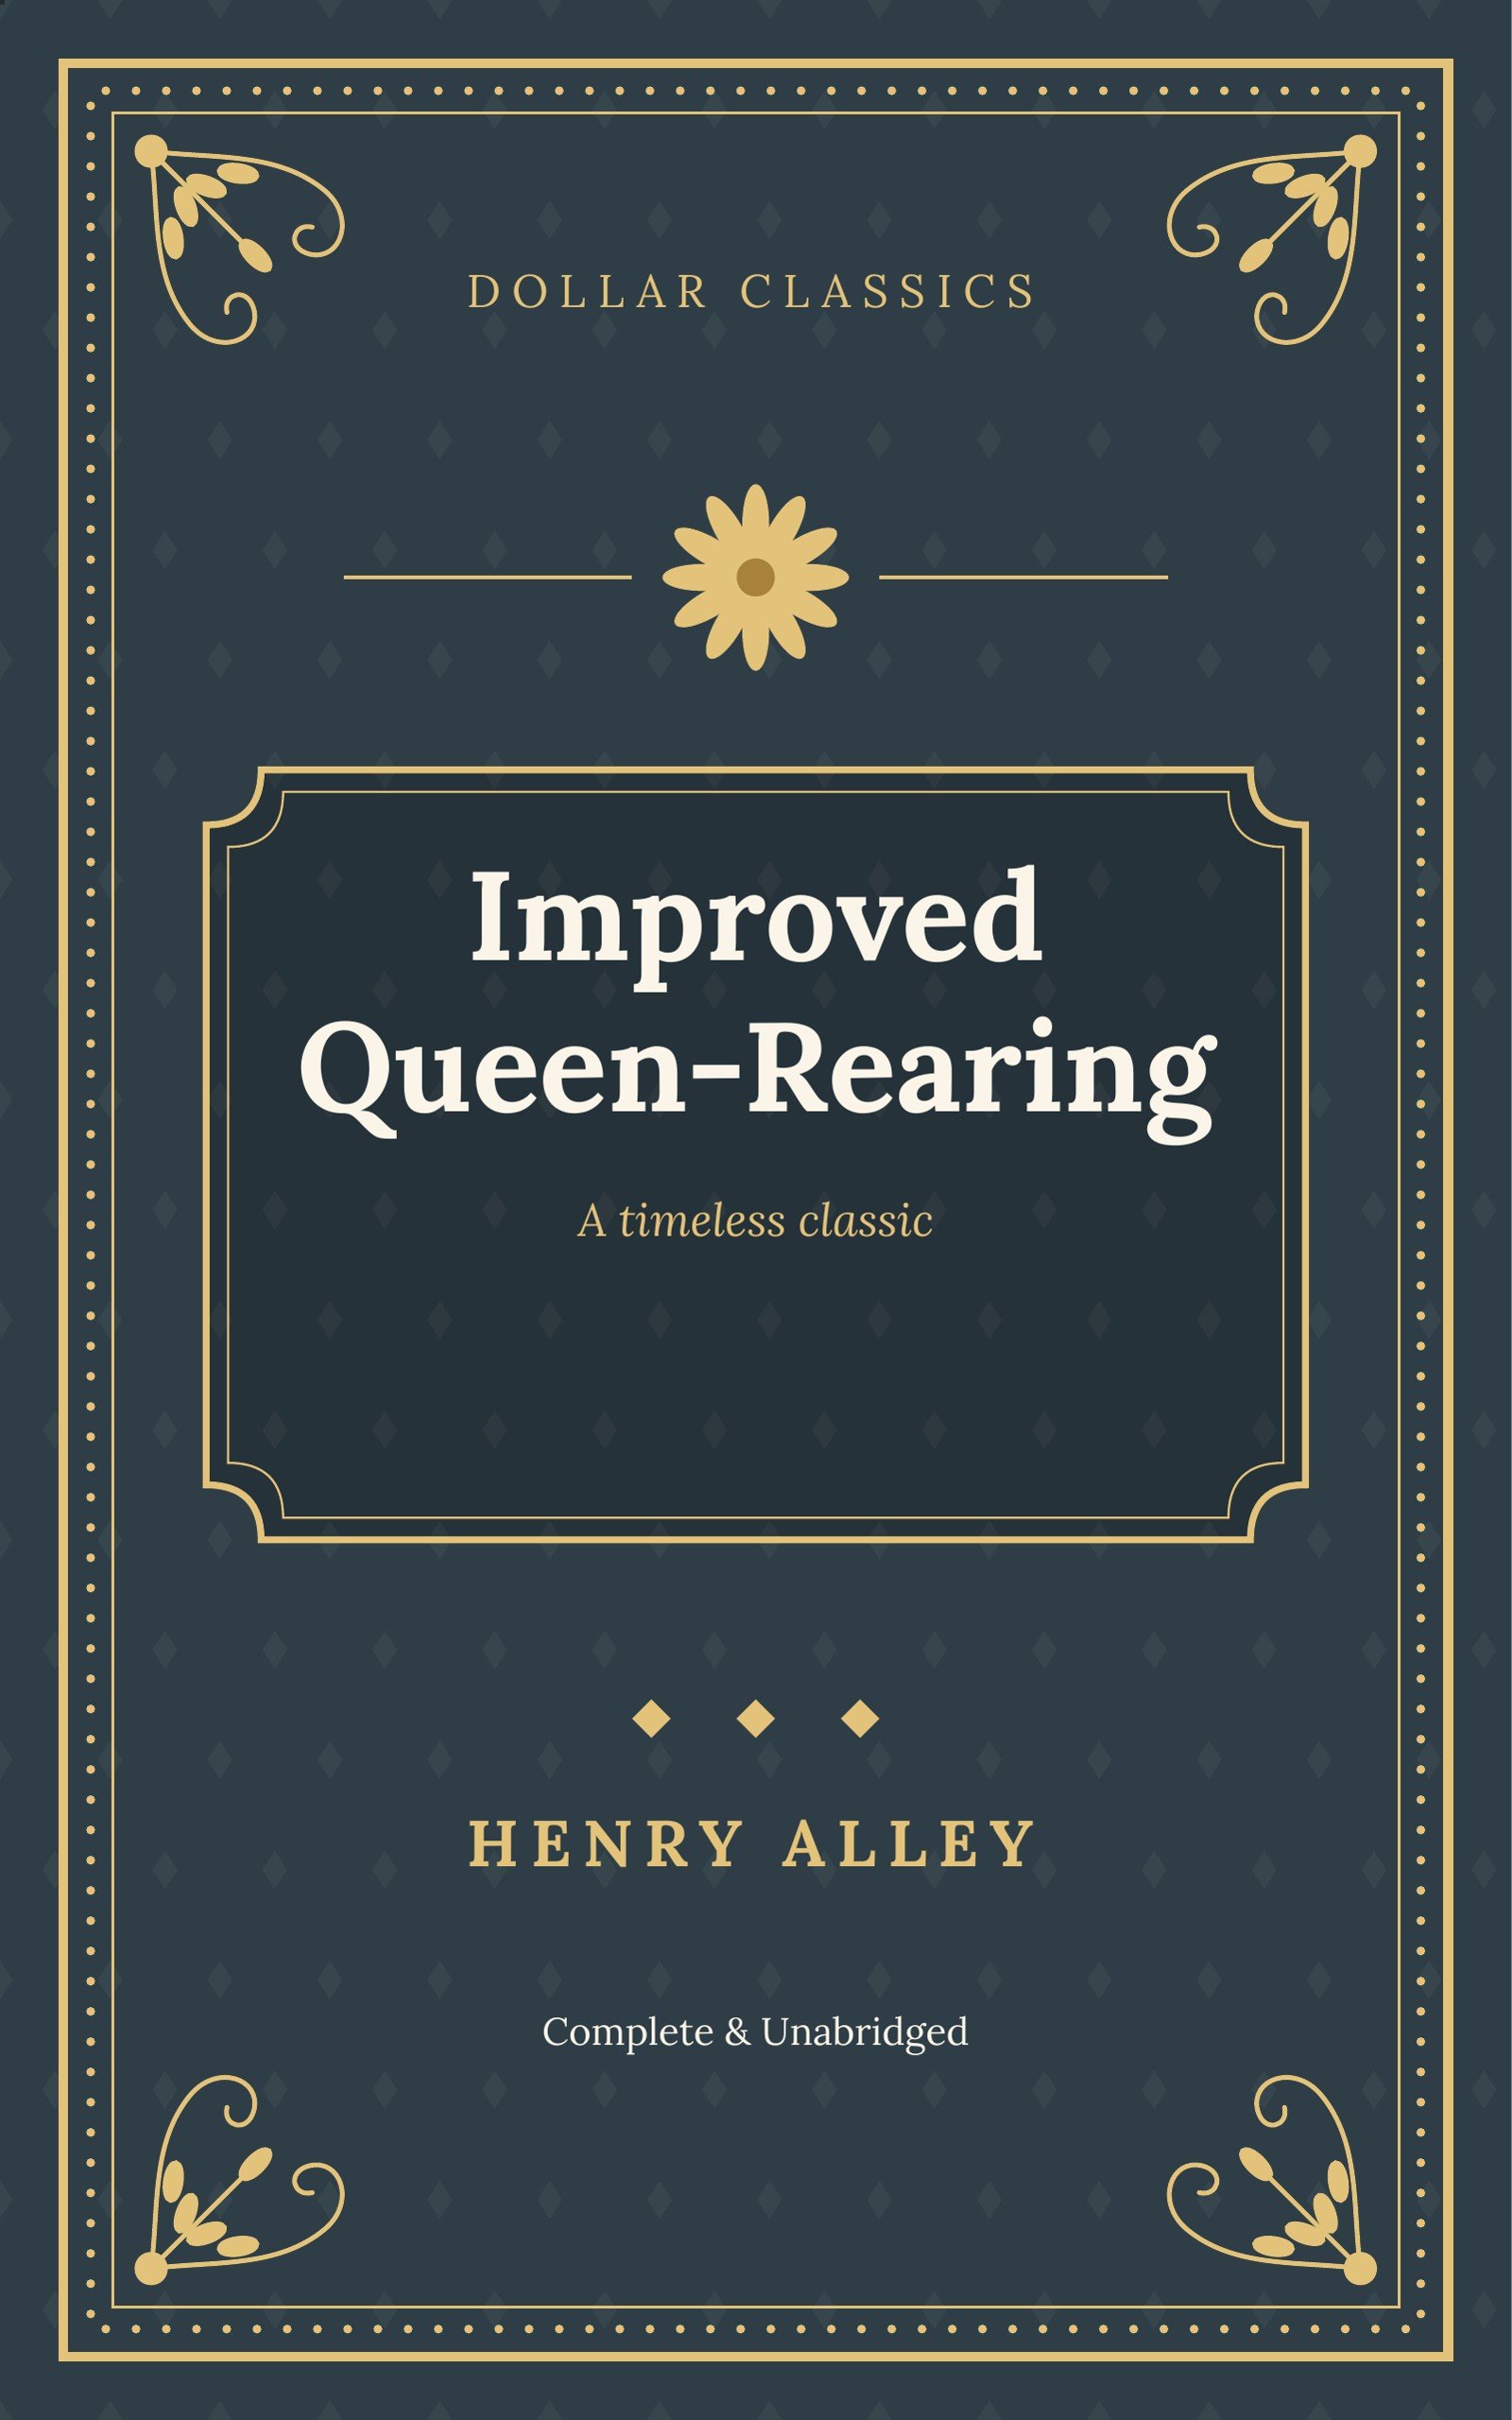 DOLLAR CLASSICS
Improved
Queen-Rearing
A timeless classic
HENRY ALLEY
Complete & Unabridged